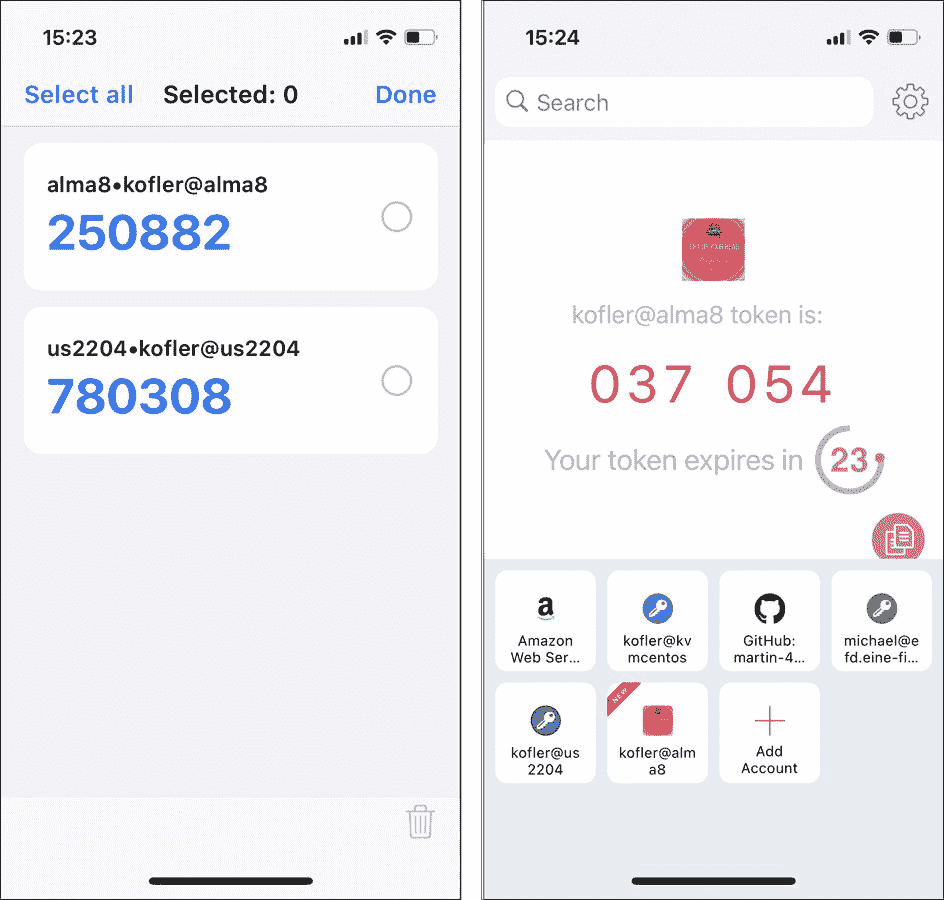 15:23
Select all Selected: 0 Done
alma8•kofler@alma8
250882
us2204•kofler@us2204
780308
15:24
Search
kofler@alma8 token is:
037 054
Your token expires in 23
a
Amazon
Web Ser...
kofler@kv
mcentos
GitHub:
martin-4...
michael@e
fd.eine-fi...
kofler@us
2204
NEW
kofler@alm
a8
Add
Account